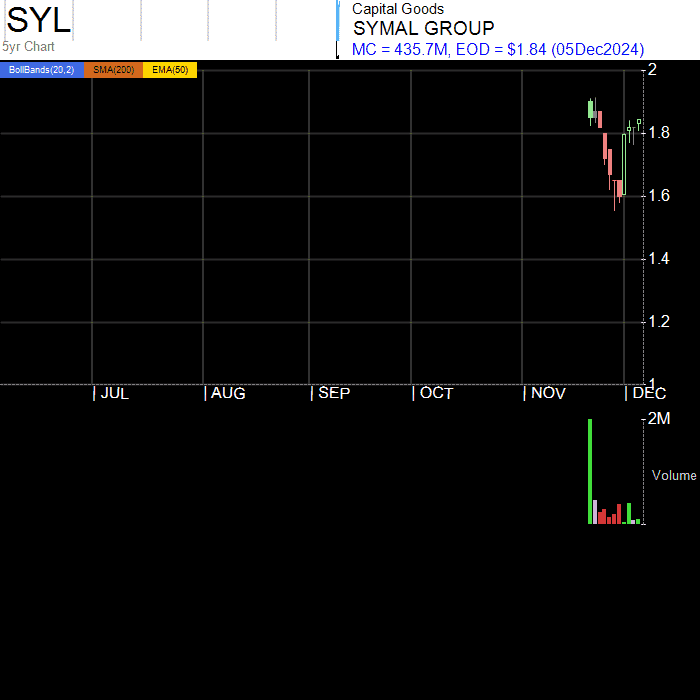 SYL
5yr Chart
Capital Goods
SYMAL GROUP
MC = 435.7M, EOD = $1.84 (05Dec2024)
BollBands(20,2) SMA(200) EMA(50)
2
1.8
1.6
1.4
1.2
1
| JUL | AUG | SEP | OCT | NOV | DEC
2M
Volume